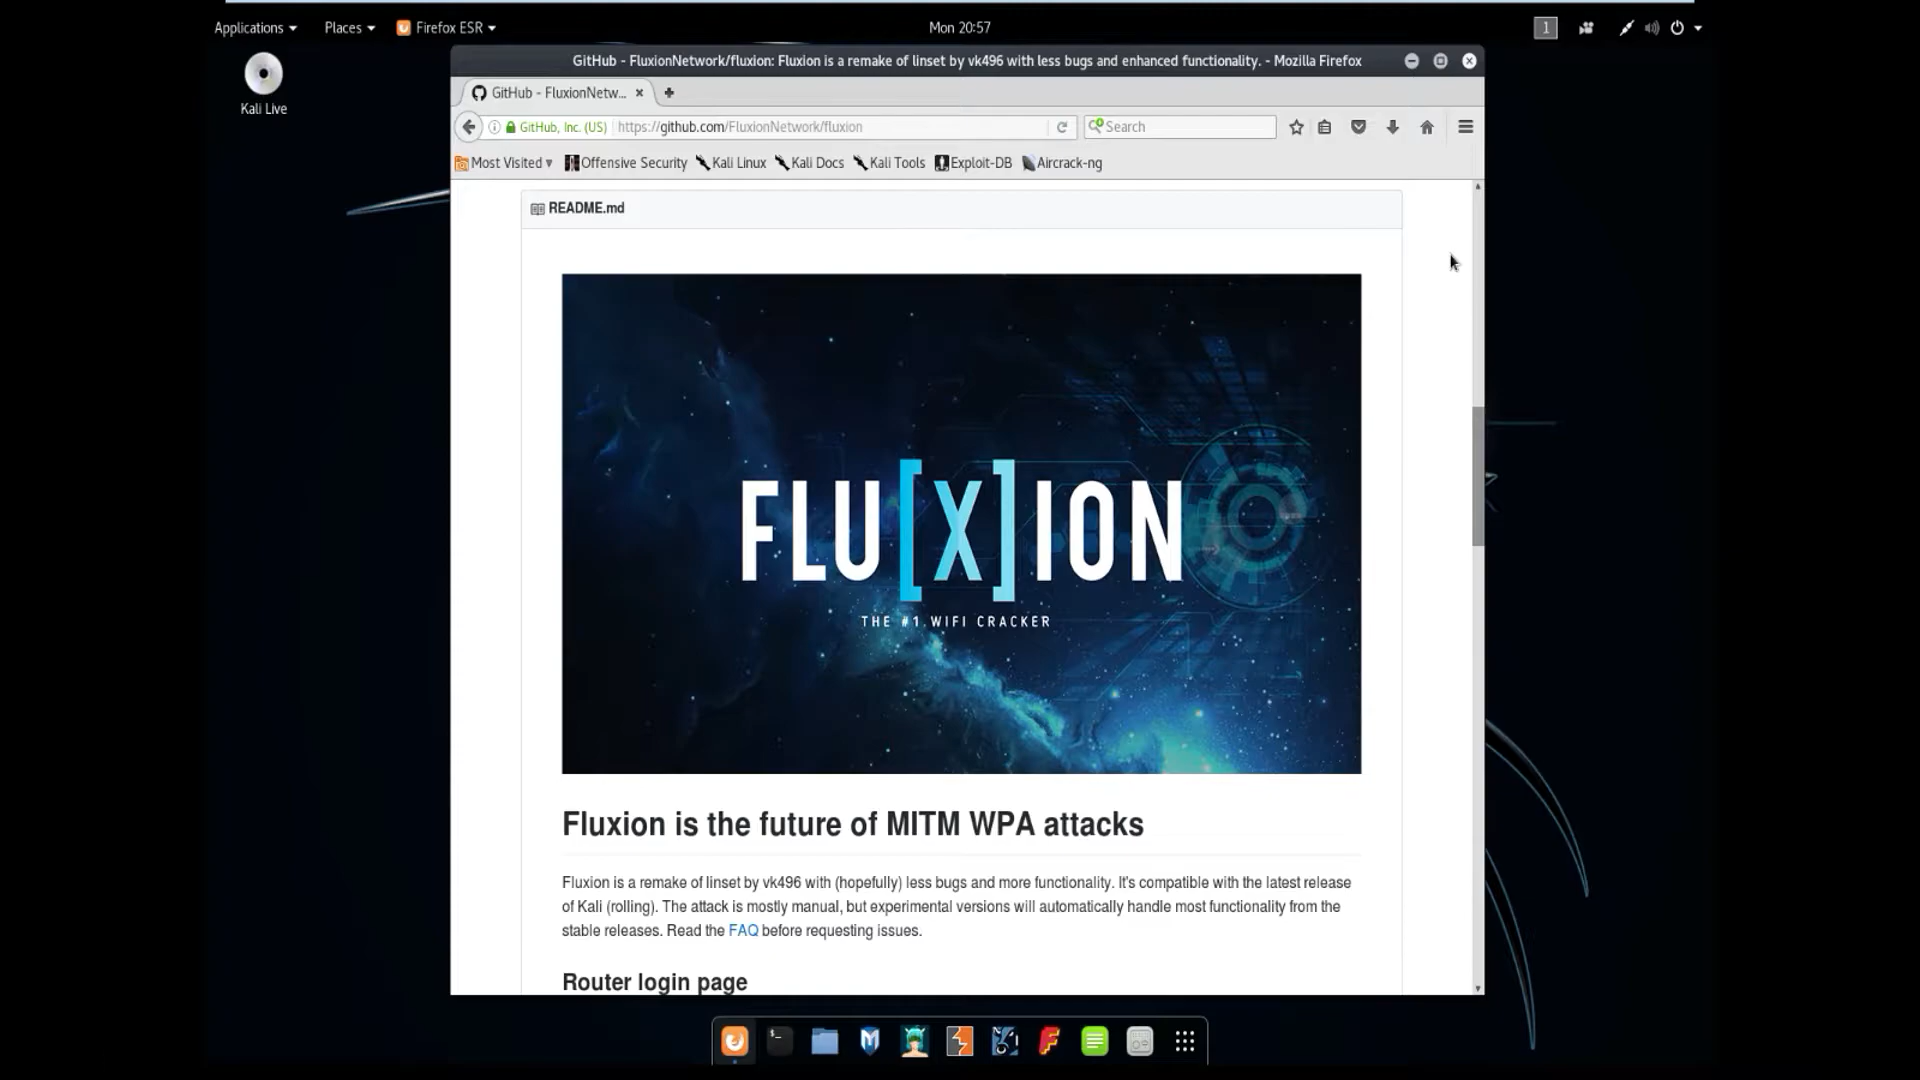 Applications
Places
Firefox ESR
Mon 20:57
1
Kali Live
GitHub - FluxionNetwork/fluxion: Fluxion is a remake of linset by vk496 with less bugs and enhanced functionality. - Mozilla Firefox
GitHub - FluxionNetw...
GitHub, Inc. (US)
https://github.com/FluxionNetwork/fluxion
Search
Most Visited
Offensive Security
Kali Linux
Kali Docs
Kali Tools
Exploit-DB
Aircrack-ng
README.md
FLU[X]ION
THE #1 WIFI CRACKER
Fluxion is the future of MITM WPA attacks
Fluxion is a remake of linset by vk496 with (hopefully) less bugs and more functionality. It's compatible with the latest release
of Kali (rolling). The attack is mostly manual, but experimental versions will automatically handle most functionality from the
stable releases. Read the FAQ before requesting issues.
Router login page